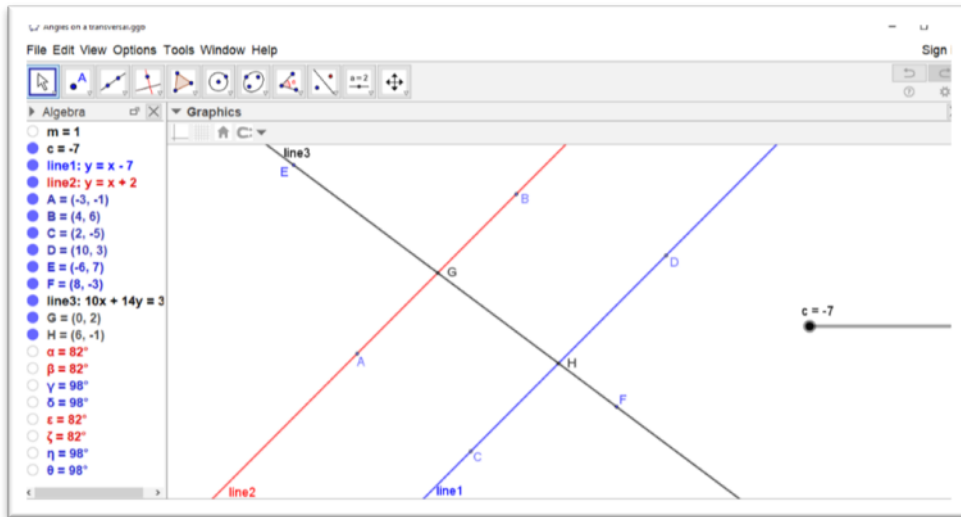 Angles on a transversal.ggb
File Edit View Options Tools Window Help
Sign
A
a=2
Algebra
Graphics
m = 1
c = -7
line1: y = x - 7
line2: y = x + 2
A = (-3, -1)
B = (4, 6)
C = (2, -5)
D = (10, 3)
E = (-6, 7)
F = (8, -3)
line3: 10x + 14y = 3
G = (0, 2)
H = (6, -1)
α = 82°
β = 82°
γ = 98°
δ = 98°
ε = 82°
ζ = 82°
η = 98°
θ = 98°
line3
E
B
G
D
c = -7
A
H
F
C
line2
line1